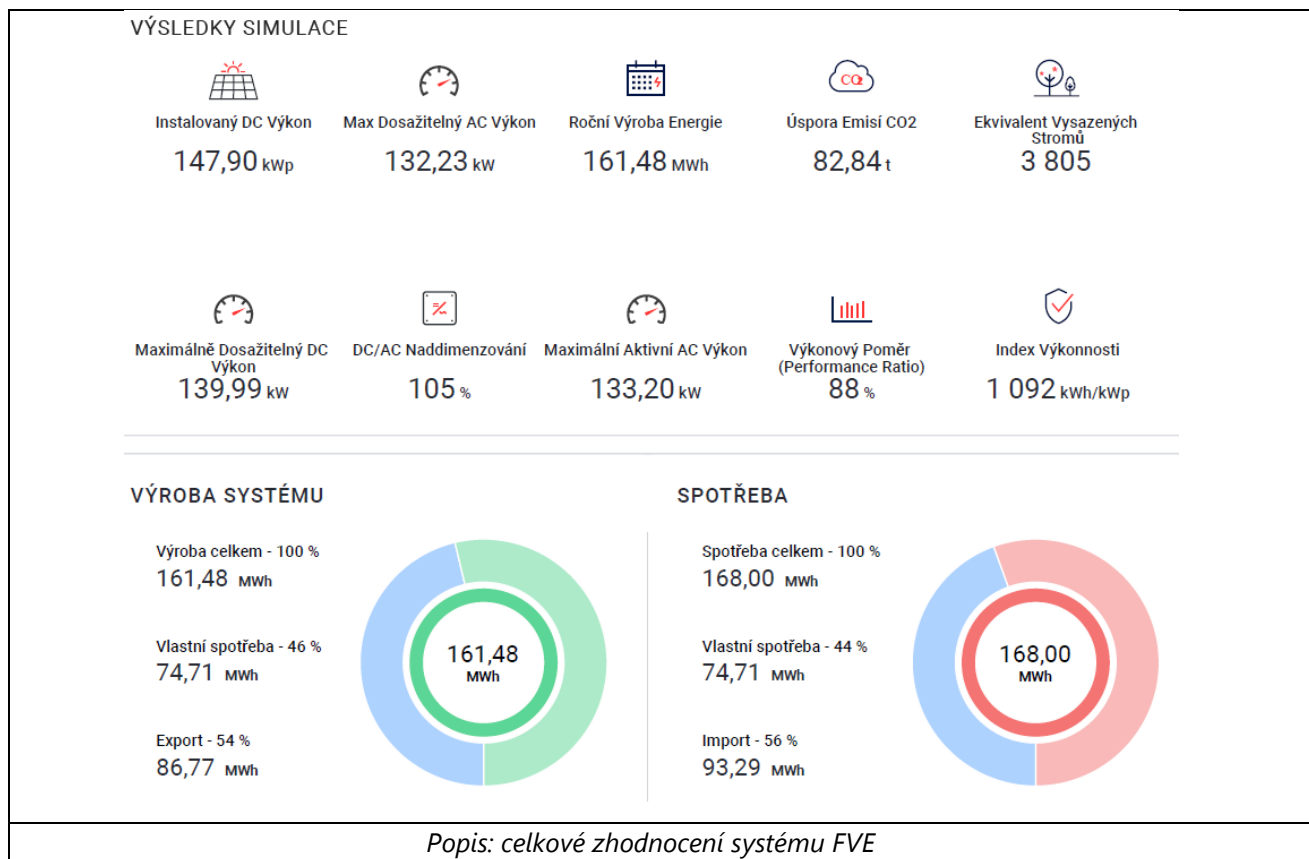 VÝSLEDKY SIMULACE
CO2
Instalovaný DC Výkon
147,90 kWp
Max Dosažitelný AC Výkon
132,23 kW
Roční Výroba Energie
161,48 MWh
Úspora Emisí CO2
82,84 t
Ekvivalent Vysazených
Stromů
3 805
Maximálně Dosažitelný DC
Výkon
139,99 kW
DC/AC Naddimenzování
105 %
Maximální Aktivní AC Výkon
133,20 kW
Výkonový Poměr
(Performance Ratio)
88 %
Index Výkonnosti
1 092 kWh/kWp
VÝROBA SYSTÉMU
Výroba celkem - 100 %
161,48 MWh
Vlastní spotřeba - 46 %
74,71 MWh
Export - 54 %
86,77 MWh
161,48
MWh
SPOTŘEBA
Spotřeba celkem - 100 %
168,00 MWh
Vlastní spotřeba - 44 %
74,71 MWh
Import - 56 %
93,29 MWh
168,00
MWh
Popis: celkové zhodnocení systému FVE